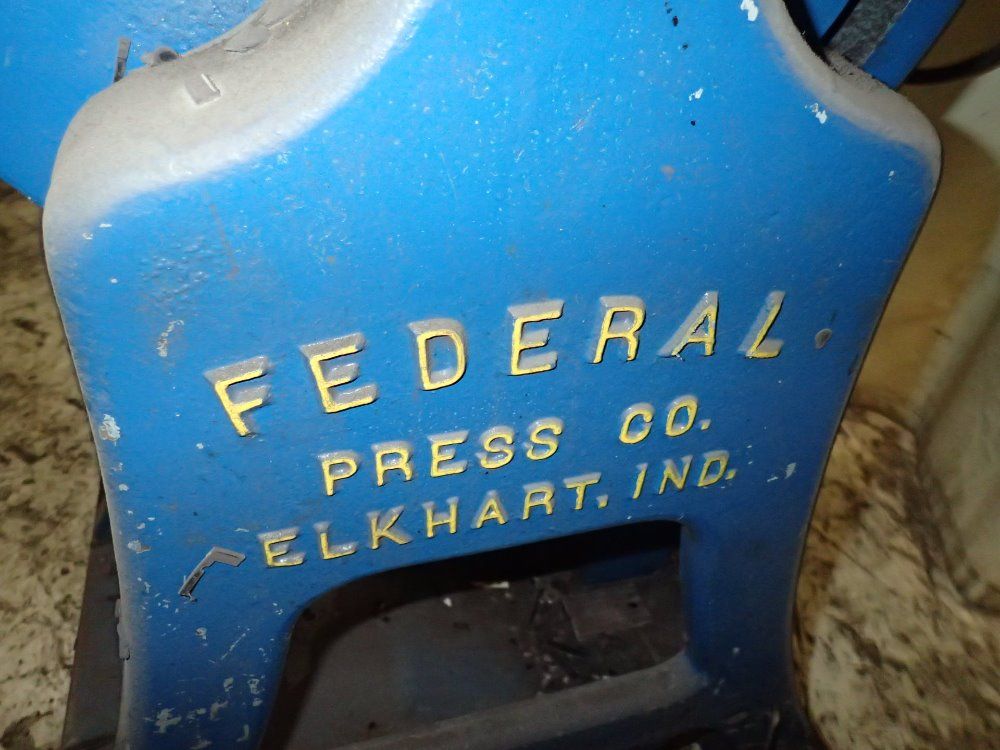 FEDERAL
PRESS CO.
ELKHART, IND.